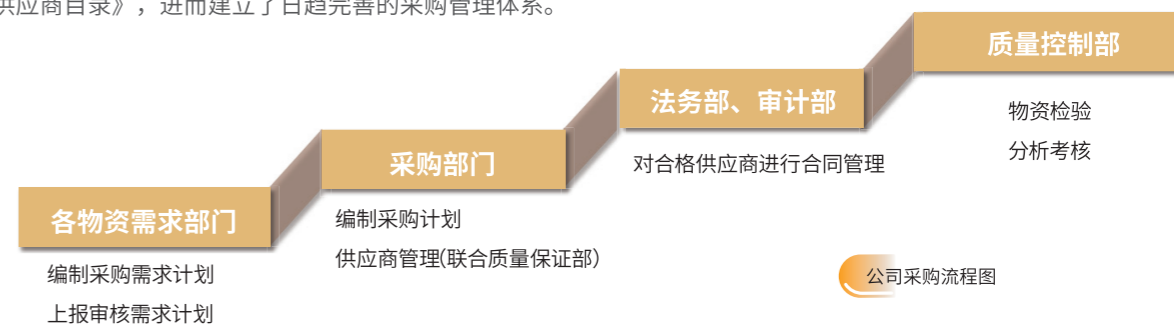 供应商目录》，进而建立了日趋完善的采购管理体系。
质量控制部
物资检验
分析考核
法务部、审计部
对合格供应商进行合同管理
采购部门
编制采购计划
供应商管理(联合质量保证部)
各物资需求部门
编制采购需求计划
上报审核需求计划
公司采购流程图